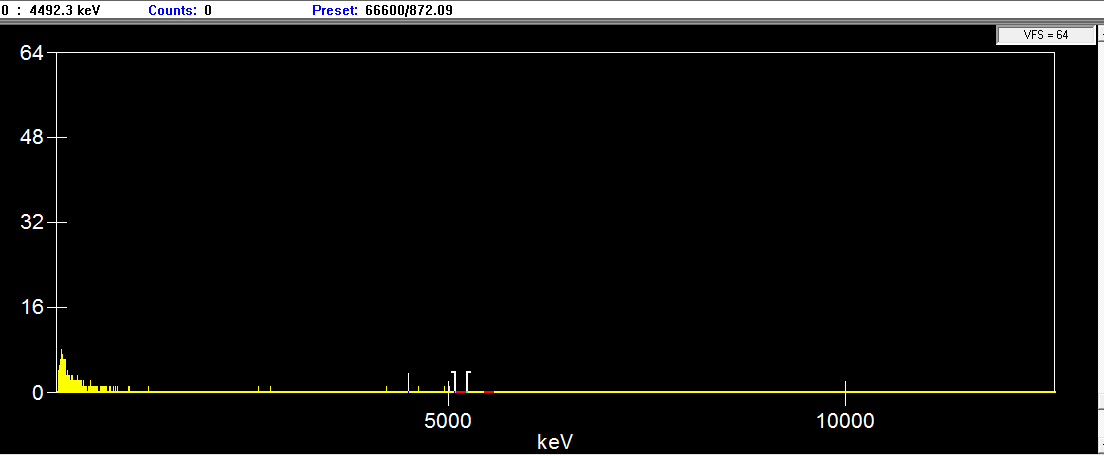 0 : 4492.3 keV Counts: 0 Preset: 66600/872.09
VFS = 64
64
48
32
16
0
5000 10000
keV